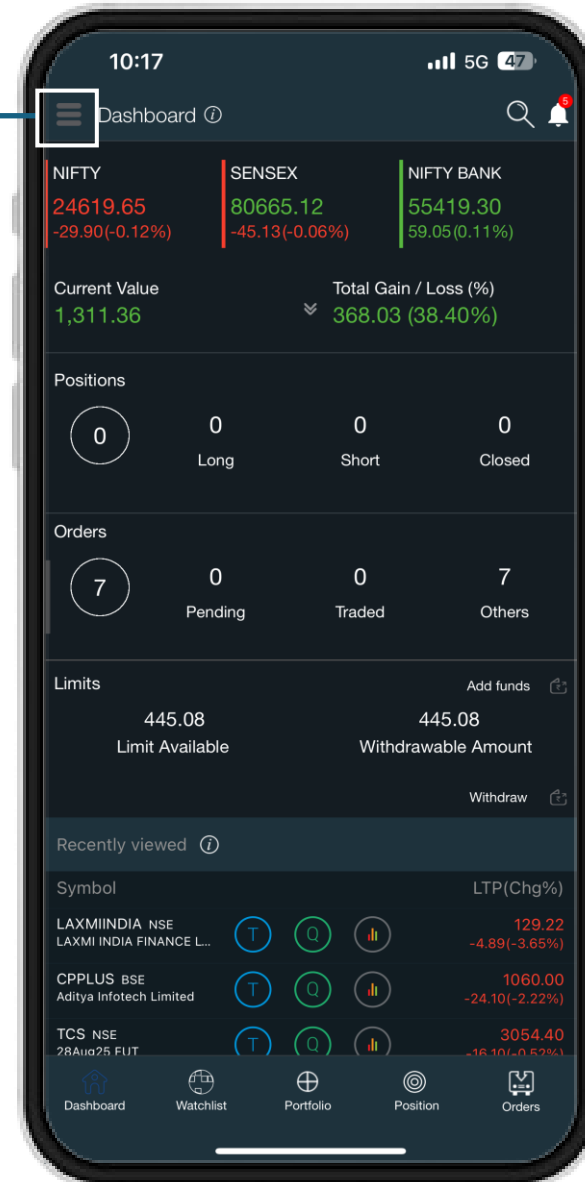 10:17 5G 47
Dashboard 5
NIFTY SENSEX NIFTY BANK
24619.65 80665.12 55419.30
-29.90(-0.12%) -45.13(-0.06%) 59.05(0.11%)
Current Value Total Gain / Loss (%)
1,311.36 368.03 (38.40%)
Positions
0 0 0 0
Long Short Closed
Orders
7 0 0 7
Pending Traded Others
Limits Add funds
445.08 445.08
Limit Available Withdrawable Amount
Withdraw
Recently viewed
Symbol LTP(Chg%)
LAXMIINDIA NSE T Q 129.22
LAXMI INDIA FINANCE L... -4.89(-3.65%)
CPPLUS BSE T Q 1060.00
Aditya Infotech Limited -24.10(-2.22%)
TCS NSE T Q 3054.40
28Aug25 FUT -16.10(-0.52%)
Dashboard Watchlist Portfolio Position Orders